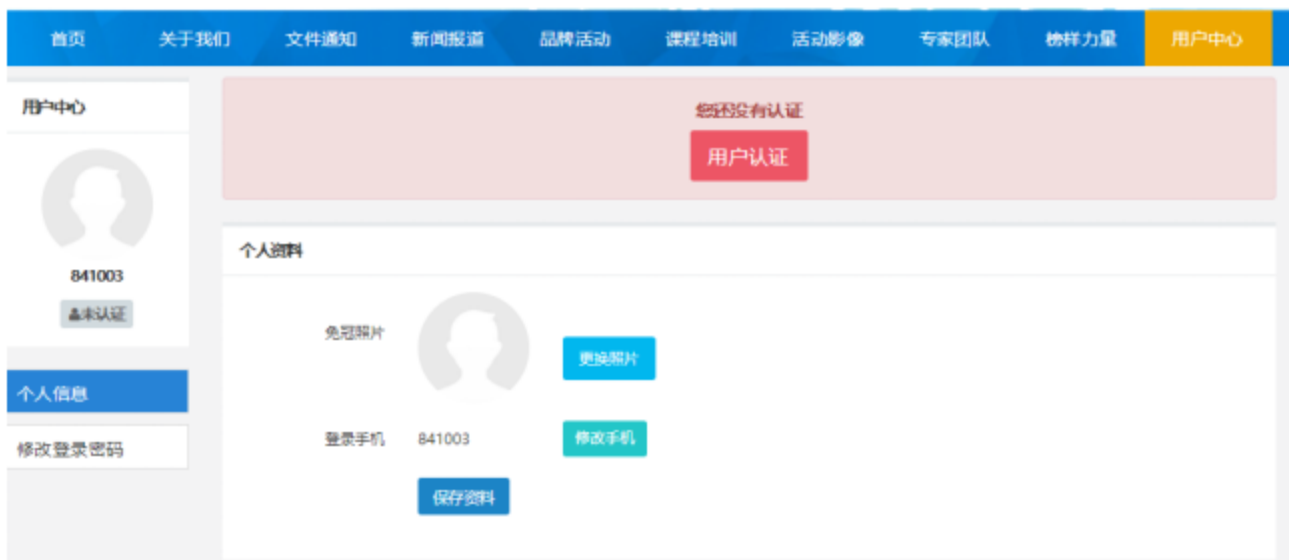 首页 关于我们 文件通知 新闻报道 品牌活动 课程培训 活动影像 专家团队 榜样力量 用户中心
用户中心
841003
未认证
个人信息
修改登录密码
您还没有认证
用户认证
个人资料
免冠照片
更换照片
登录手机 841003 修改手机
保存资料